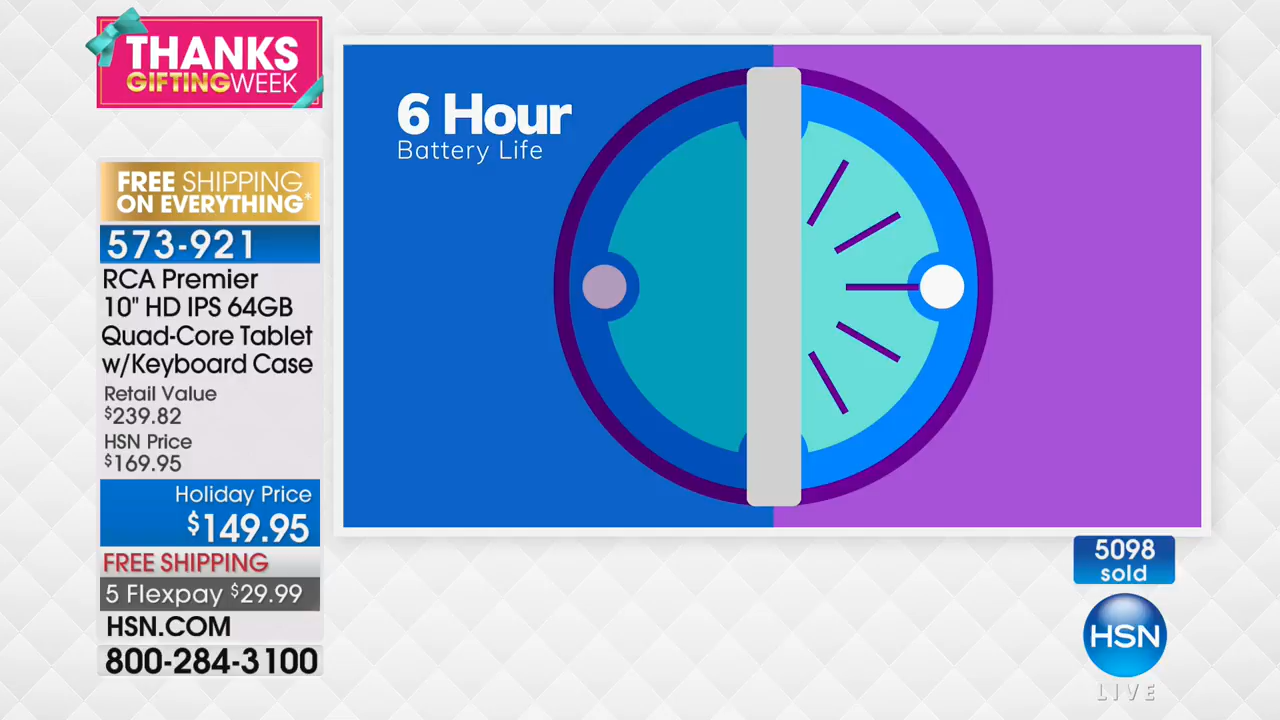 THANKS
GIFTINGWEEK
FREE SHIPPING
ON EVERYTHING*
573-921
RCA Premier
10" HD IPS 64GB
Quad-Core Tablet
w/Keyboard Case
Retail Value
$239.82
HSN Price
$169.95
Holiday Price
$149.95
FREE SHIPPING
5 Flexpay $29.99
HSN.COM
800-284-3100
6 Hour
Battery Life
5098
sold
HSN
LIVE